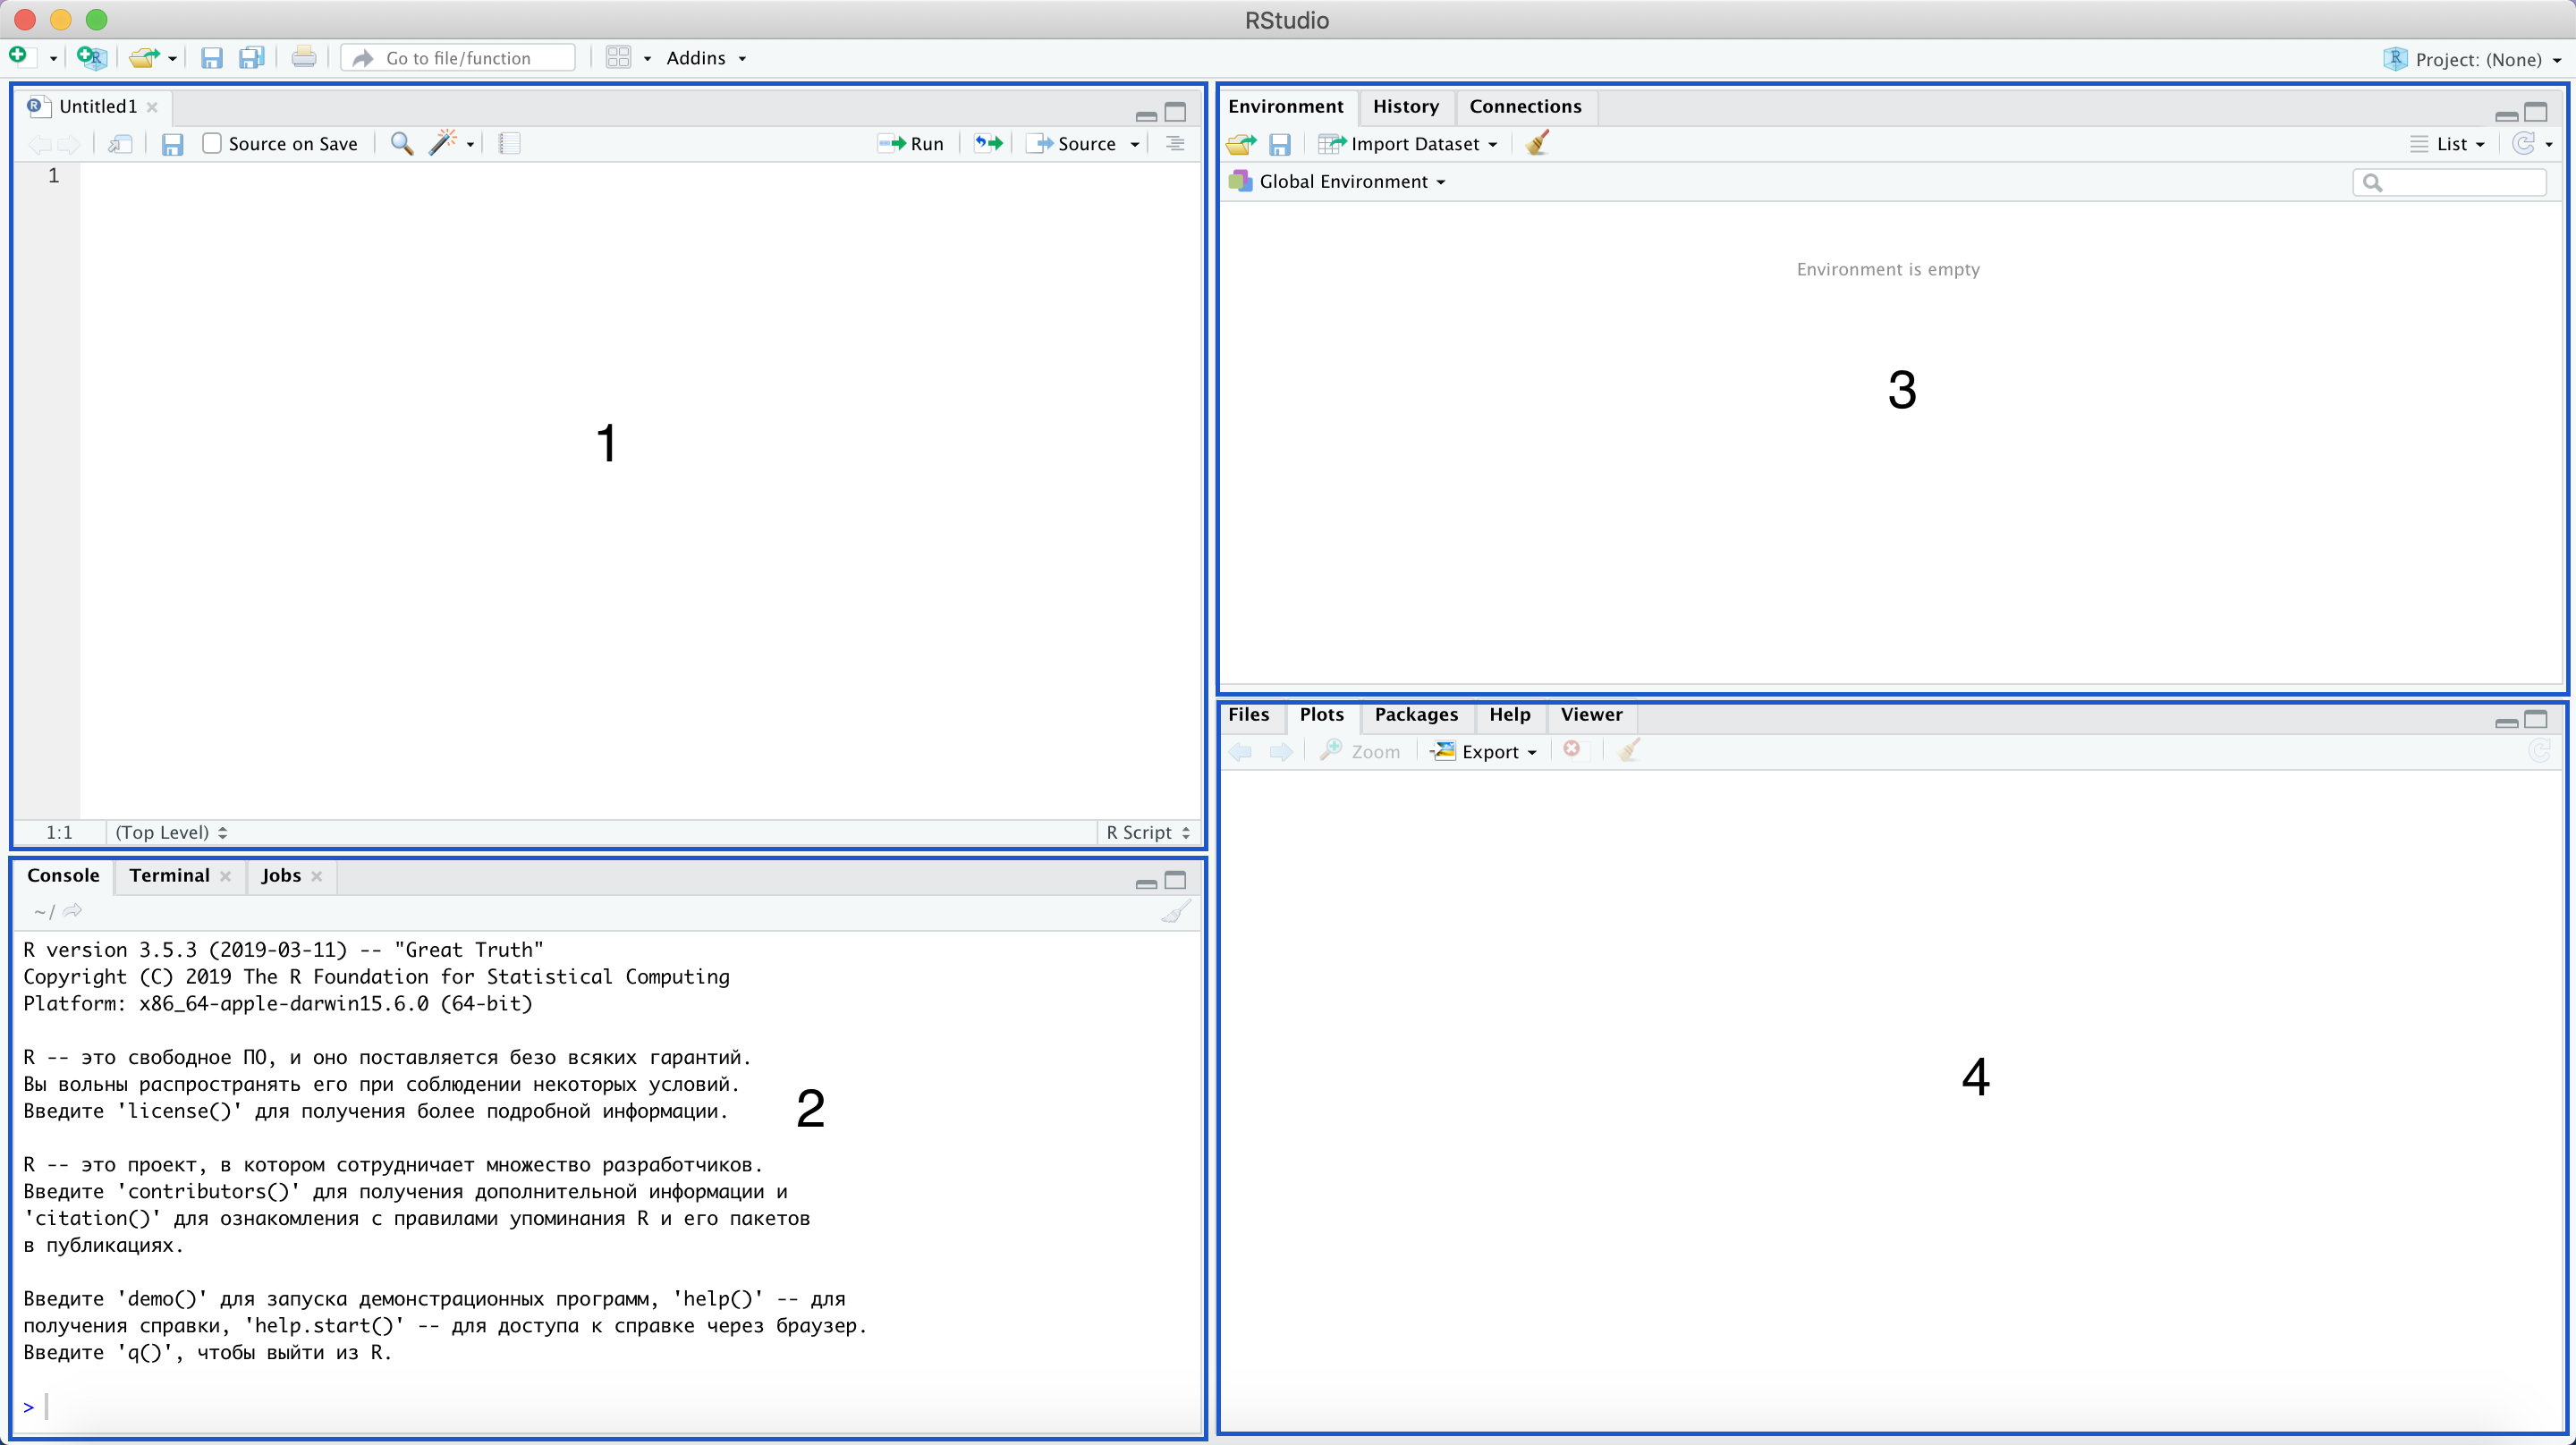 RStudio
Go to file/function
Addins
Project: (None)
Untitled1
Source on Save
Run
Source
1
1
1:1
(Top Level)
R Script
Console
Terminal
Jobs
~/
R version 3.5.3 (2019-03-11) -- "Great Truth"
Copyright (C) 2019 The R Foundation for Statistical Computing
Platform: x86_64-apple-darwin15.6.0 (64-bit)
R -- это свободное ПО, и оно поставляется безо всяких гарантий.
Вы вольны распространять его при соблюдении некоторых условий.
Введите 'license()' для получения более подробной информации.
2
R -- это проект, в котором сотрудничает множество разработчиков.
Введите 'contributors()' для получения дополнительной информации и
'citation()' для ознакомления с правилами упоминания R и его пакетов
в публикациях.
Введите 'demo()' для запуска демонстрационных программ, 'help()' -- для
получения справки, 'help.start()' -- для доступа к справке через браузер.
Введите 'q()', чтобы выйти из R.
>
Environment
History
Connections
Import Dataset
List
Global Environment
Environment is empty
3
Files
Plots
Packages
Help
Viewer
Zoom
Export
4